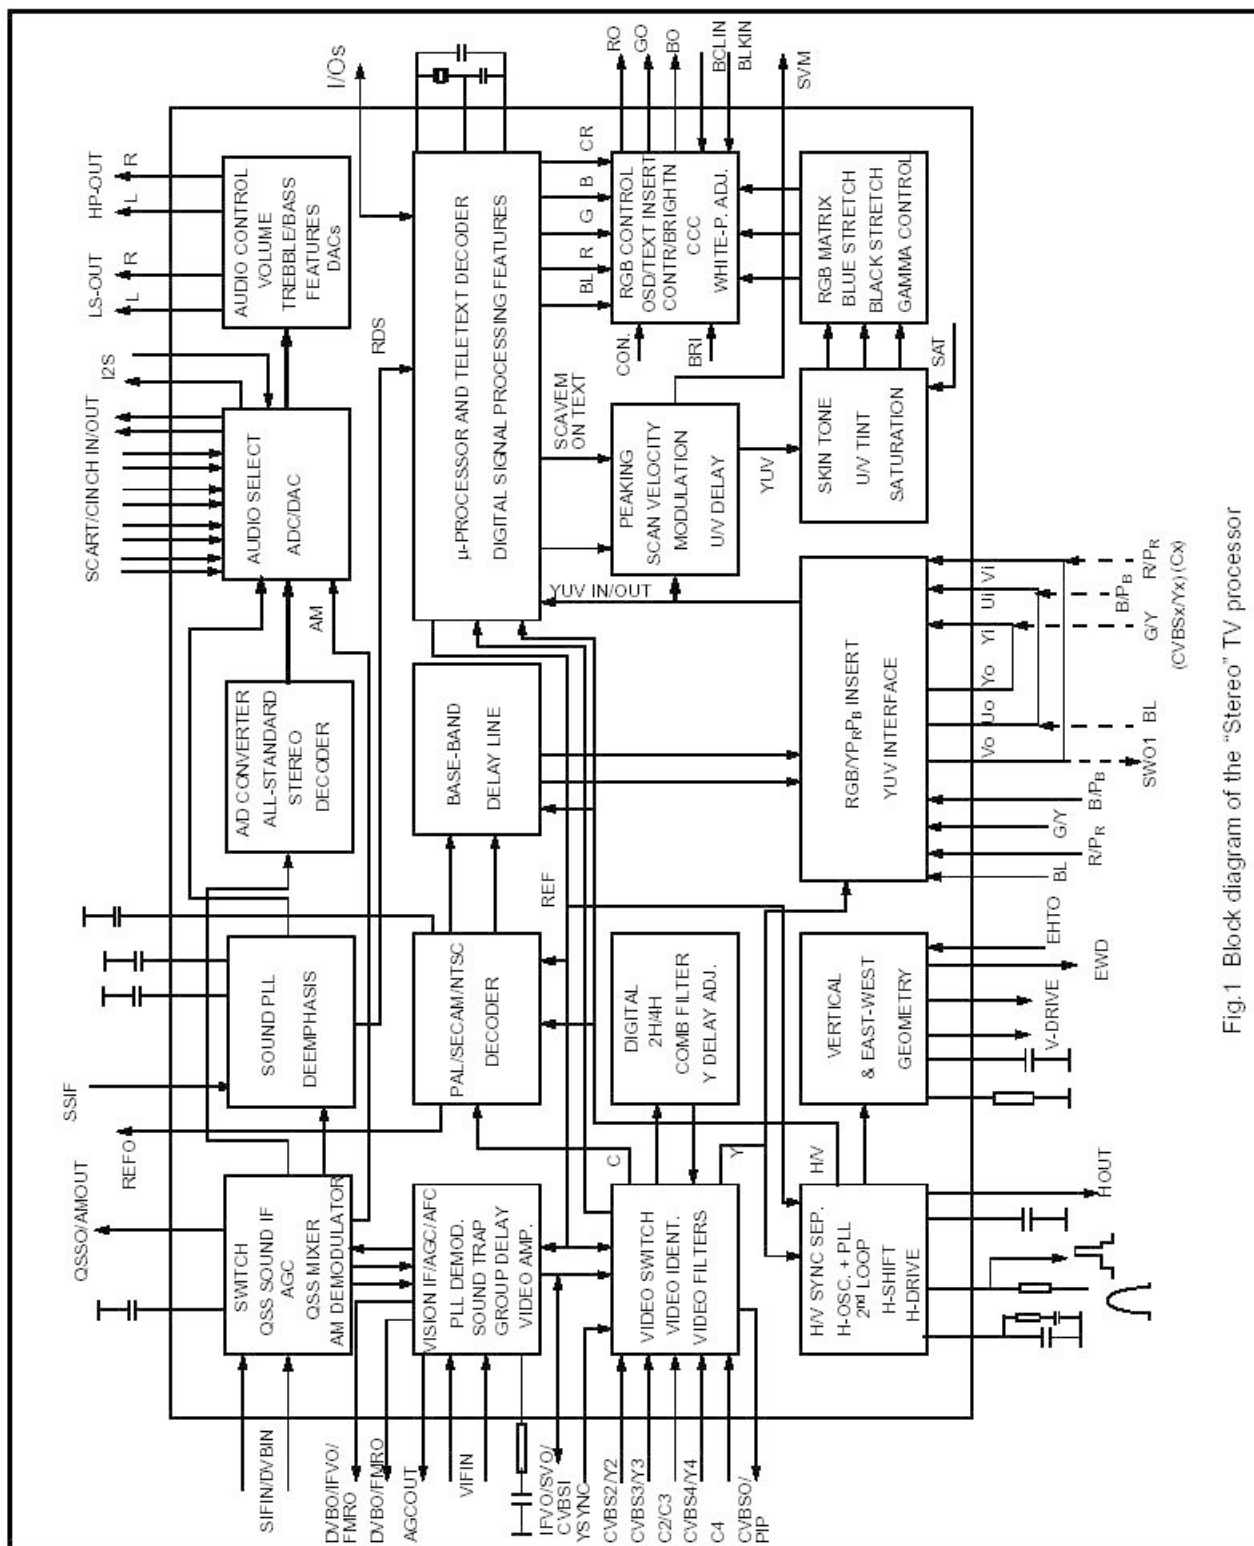 QSSO/AMOUT
REFO
SSIF
SCART/CINCH IN/OUT
I2S
LS-OUT
HP-OUT
L
R
L
R
I/Os
SWITCH
QSS SOUND IF
AGC
QSS MIXER
AM DEMODULATOR
SOUND PLL
DEEMPHASIS
A/D CONVERTER
ALL-STANDARD
STEREO
DECODER
AM
AUDIO SELECT
ADC/DAC
AUDIO CONTROL
VOLUME
TREBBLE/BASS
FEATURES
DACs
RDS
SIFIN/DVBIN
DVBO/IFVO/
FMRO
DVBO/FMRO
AGCOUT
VIFIN
IFVO/SVO/
CVBSI
YSYNC
CVBS2/Y2
CVBS3/Y3
C2/C3
CVBS4/Y4
C4
CVBSO/
PIP
VISION IF/AGC/AFC
PLL DEMOD.
SOUND TRAP
GROUP DELAY
VIDEO AMP.
PAL/SECAM/NTSC
DECODER
BASE-BAND
DELAY LINE
µ-PROCESSOR AND TELETEXT DECODER
DIGITAL SIGNAL PROCESSING FEATURES
REF
C
VIDEO SWITCH
VIDEO IDENT.
VIDEO FILTERS
DIGITAL
2H/4H
COMB FILTER
Y DELAY ADJ.
Y
YUV IN/OUT
SCAVEM
ON TEXT
PEAKING
SCAN VELOCITY
MODULATION
U/V DELAY
YUV
BL
R
G
B
CR
CON.
BRI
RGB CONTROL
OSD/TEXT INSERT
CONTR/BRIGHTN
CCC
WHITE-P. ADJ.
RO
GO
BO
BCLIN
BLKIN
SVM
H/V
H/V SYNC SEP.
H-OSC. + PLL
2nd LOOP
H-SHIFT
H-DRIVE
VERTICAL
& EAST-WEST
GEOMETRY
RGB/YPRPB INSERT
YUV INTERFACE
SKIN TONE
U/V TINT
SATURATION
SAT
RGB MATRIX
BLUE STRETCH
BLACK STRETCH
GAMMA CONTROL
HOUT
V-DRIVE
EWD
EHTO
BL
R/PR
G/Y
B/PB
Vo
Uo
Yo
Yi
Ui
Vi
SWO1
BL
G/Y
(CVBSx/Yx)
B/PB
R/PR
(Cx)
Fig.1 Block diagram of the "Stereo" TV processor